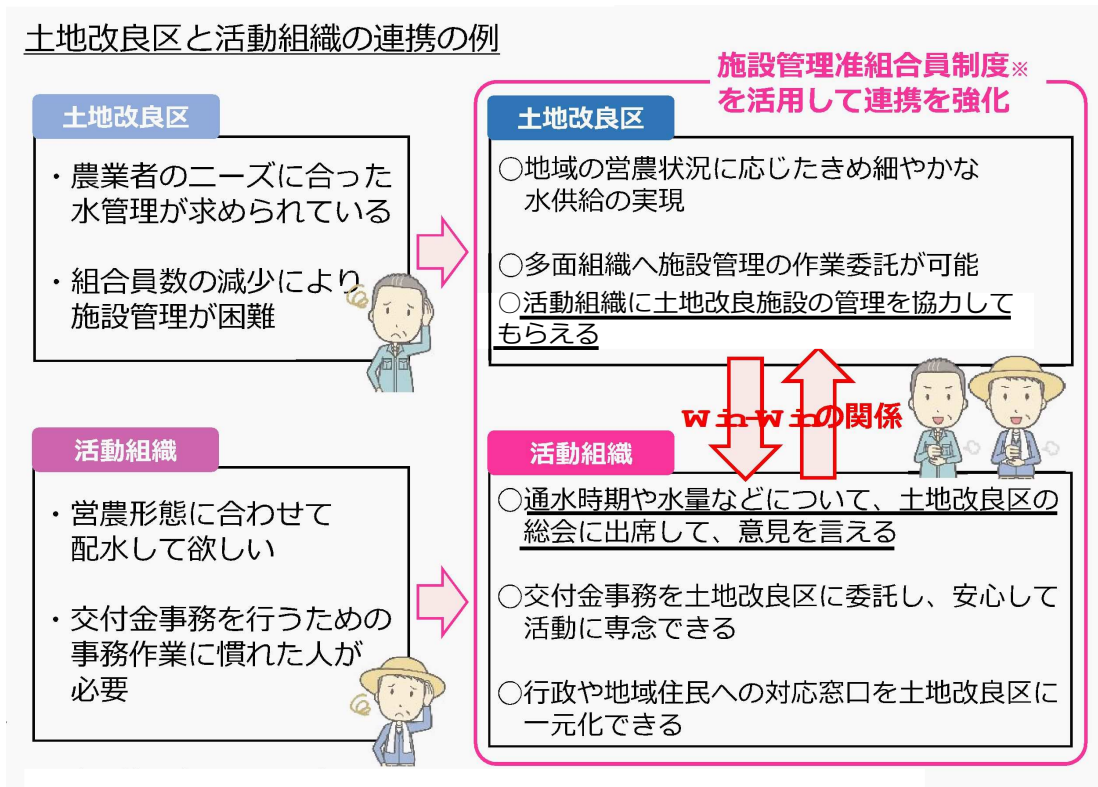 土地改良区と活動組織の連携の例
施設管理准組合員制度※
を活用して連携を強化
土地改良区
・農業者のニーズに合った
水管理が求められている
・組合員数の減少により
施設管理が困難
土地改良区
○地域の営農状況に応じたきめ細やかな
水供給の実現
○多面組織へ施設管理の作業委託が可能
○活動組織に土地改良施設の管理を協力して
もらえる
Ｗｉｎ-Ｗｉｎの関係
活動組織
・営農形態に合わせて
配水して欲しい
・交付金事務を行うための
事務作業に慣れた人が
必要
活動組織
○通水時期や水量などについて、土地改良区の
総会に出席して、意見を言える
○交付金事務を土地改良区に委託し、安心して
活動に専念できる
○行政や地域住民への対応窓口を土地改良区に
一元化できる